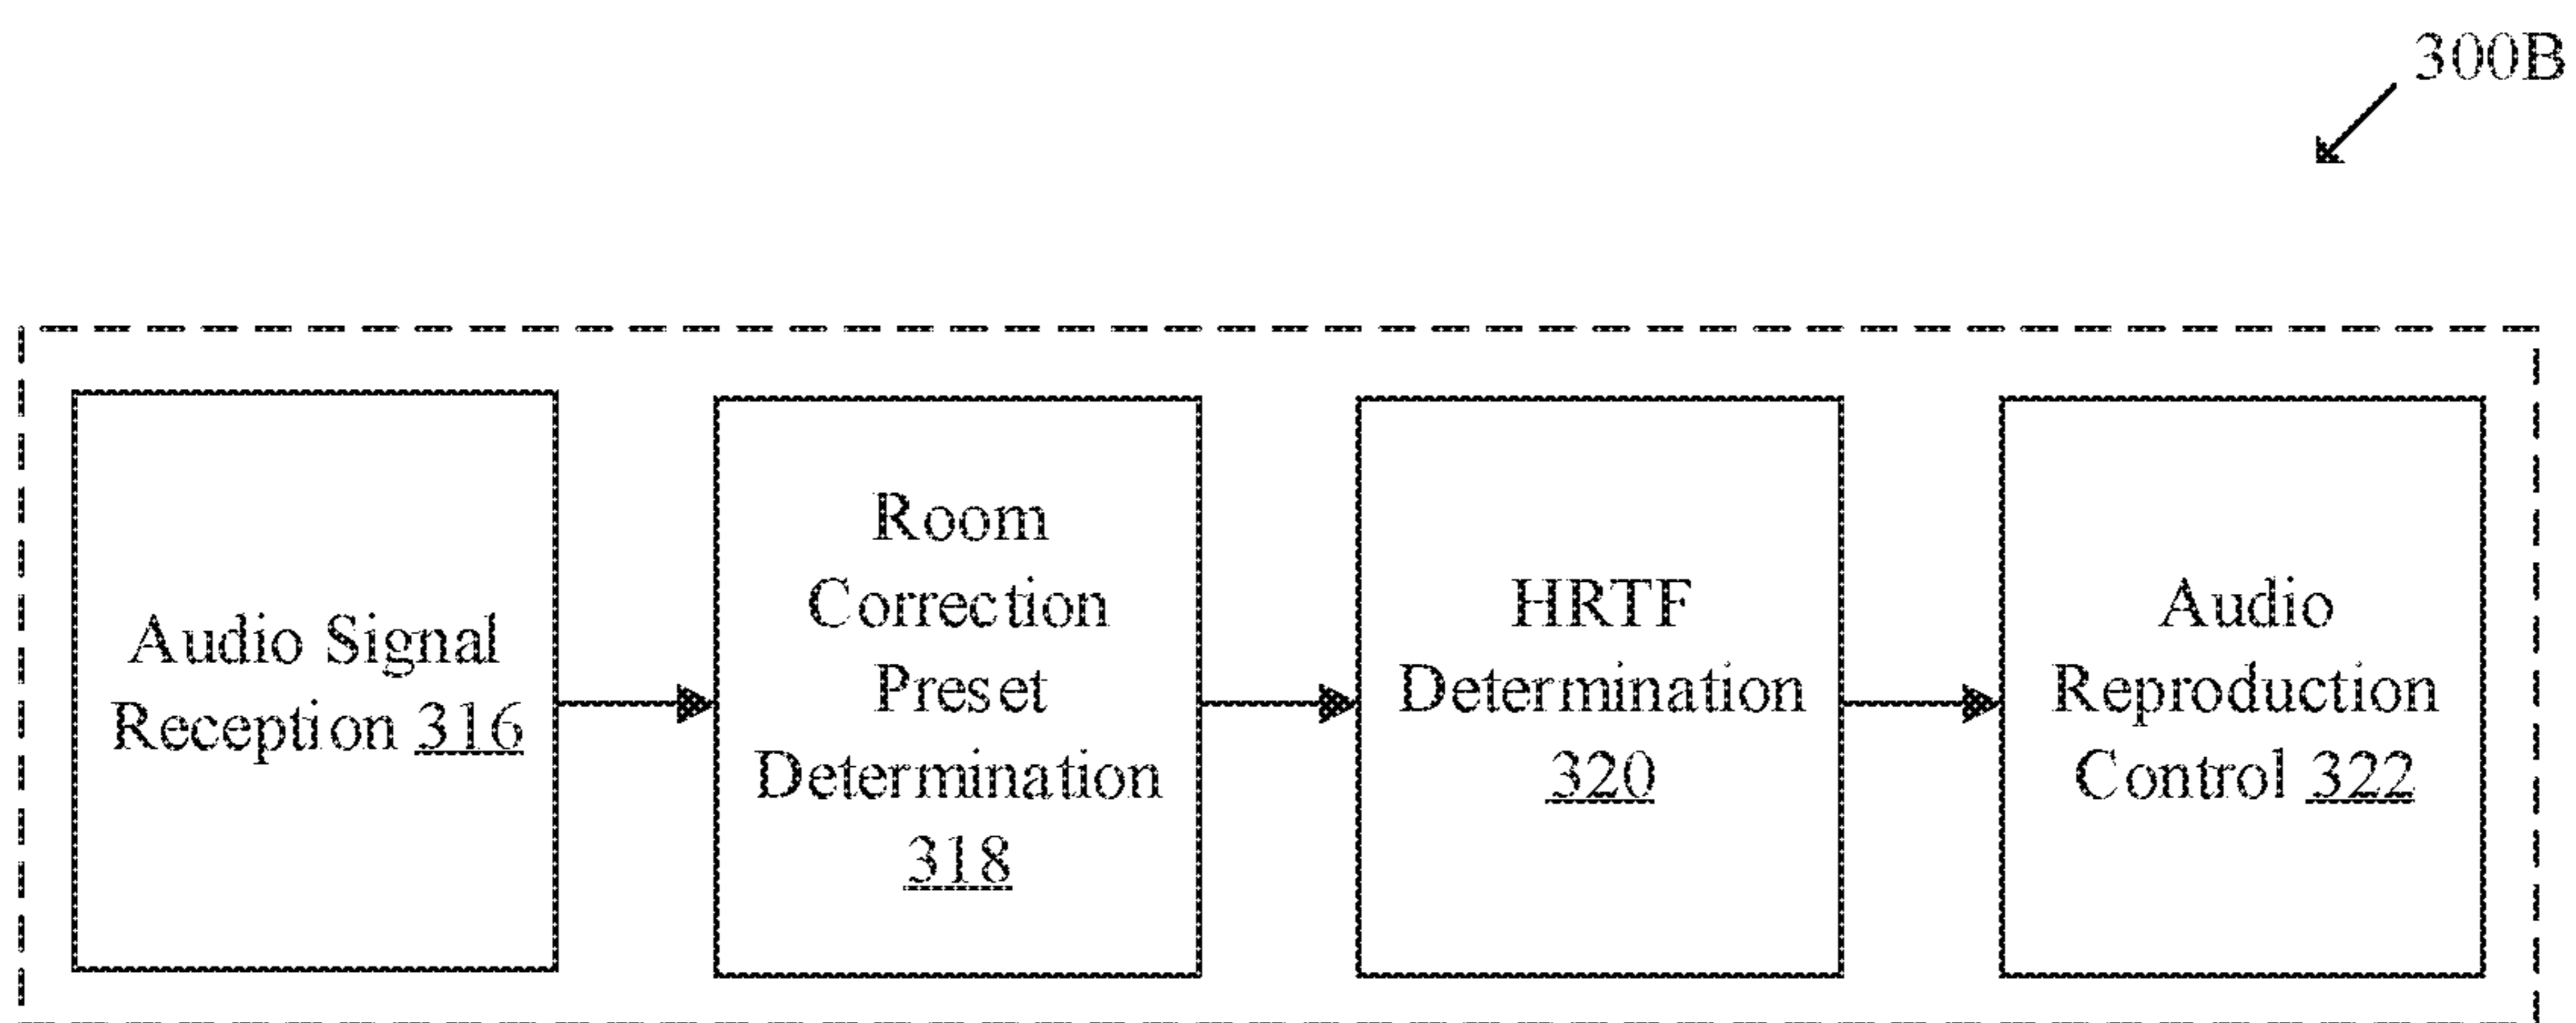 300B
Audio Signal
Reception 316
Room
Correction
Preset
Determination
318
HRTF
Determination
320
Audio
Reproduction
Control 322